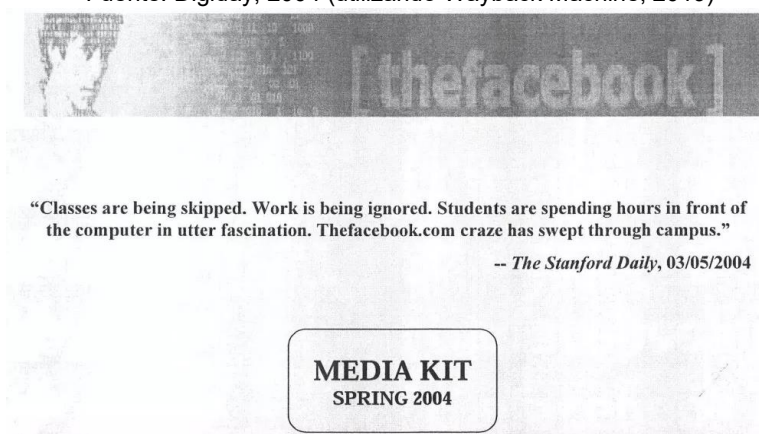 [thefacebook]
“Classes are being skipped. Work is being ignored. Students are spending hours in front of
the computer in utter fascination. Thefacebook.com craze has swept through campus.”
-- The Stanford Daily, 03/05/2004
MEDIA KIT
SPRING 2004